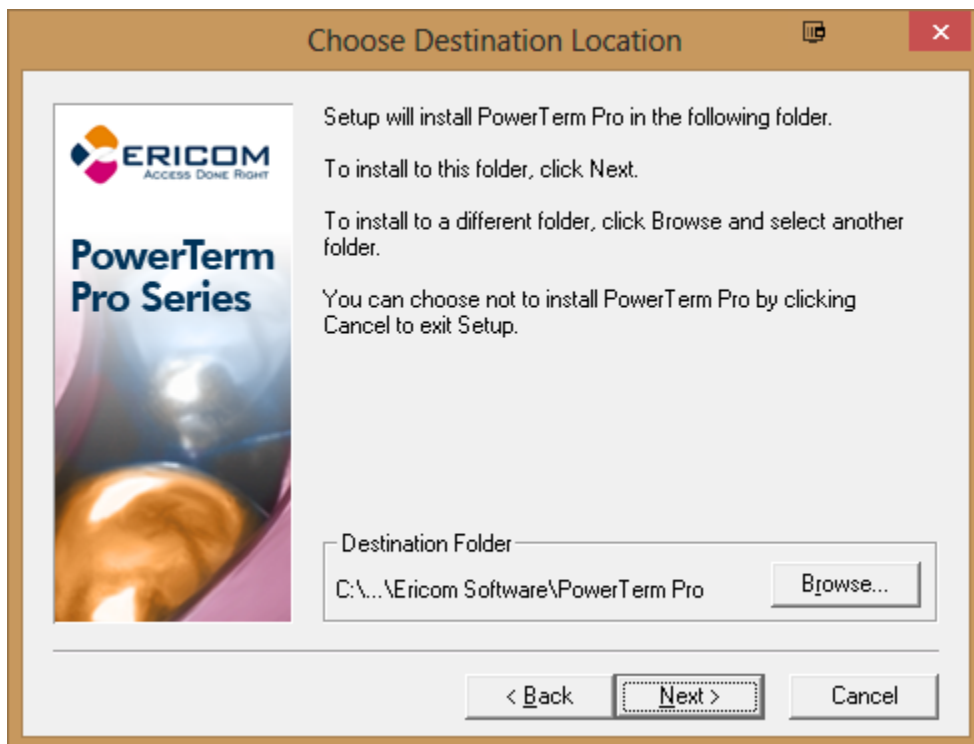 Choose Destination Location
ERICOM
ACCESS DONE RIGHT
PowerTerm
Pro Series
Setup will install PowerTerm Pro in the following folder.
To install to this folder, click Next.
To install to a different folder, click Browse and select another
folder.
You can choose not to install PowerTerm Pro by clicking
Cancel to exit Setup.
Destination Folder
C:\...\Ericom Software\PowerTerm Pro
Browse...
< Back
Next >
Cancel